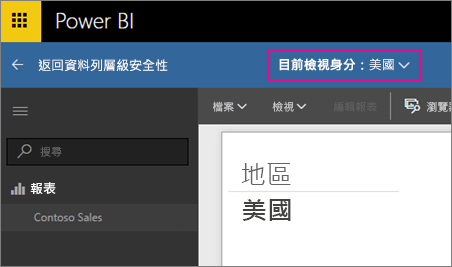 Power BI
返回資料列層級安全性
目前檢視身分：美國
檔案
檢視
編輯報表
搜尋
報表
Contoso Sales
地區
美國